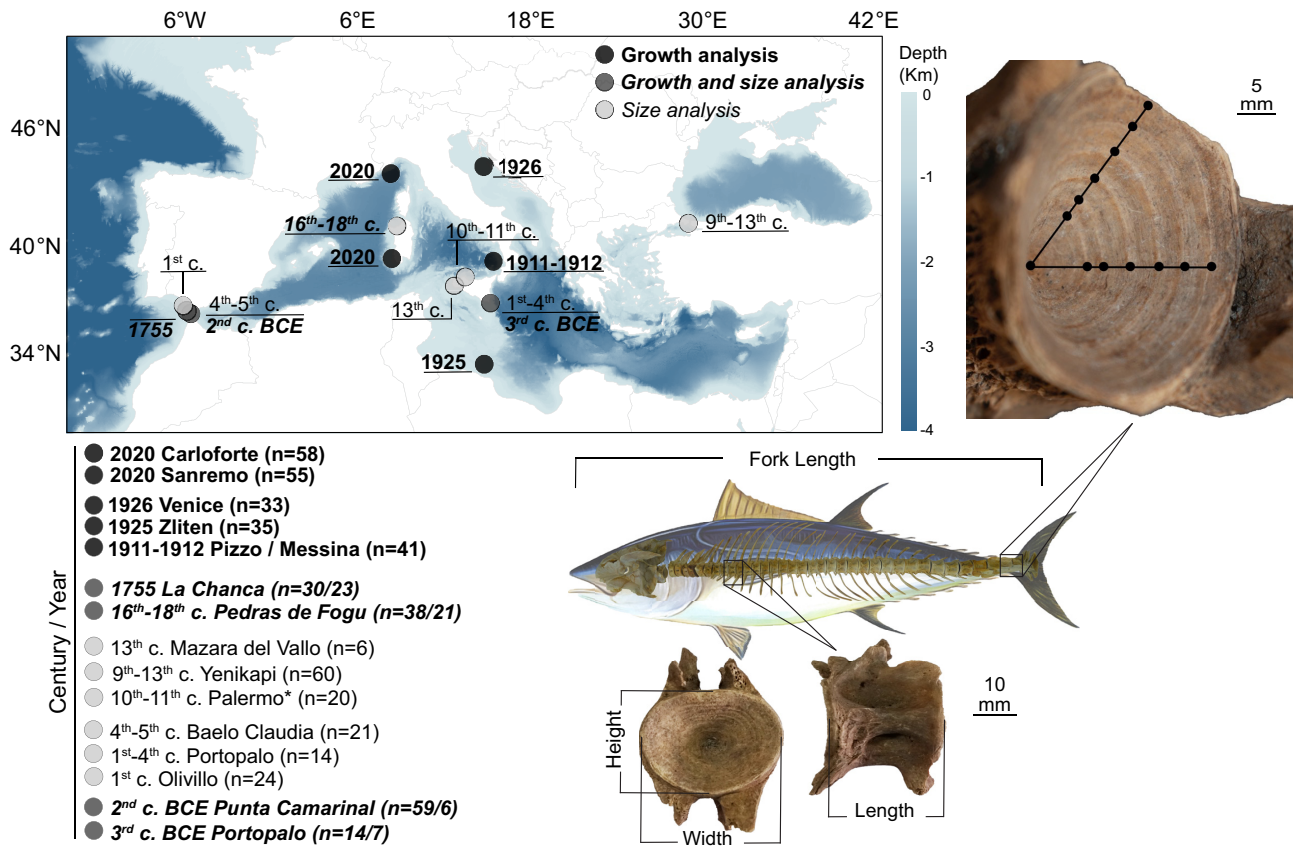 6°W 6°E 18°E 30°E 42°E
46°N
40°N
34°N
Growth analysis
Growth and size analysis
Size analysis
Depth
(Km)
0
-1
-2
-3
-4
2020
1926
16th-18th c.
10th-11th c.
9th-13th c.
2020
1911-1912
1st c.
4th-5th c.
13th c.
1st-4th c.
1755
2nd c. BCE
3rd c. BCE
1925
5
mm
Century / Year
2020 Carloforte (n=58)
2020 Sanremo (n=55)
1926 Venice (n=33)
1925 Zliten (n=35)
1911-1912 Pizzo / Messina (n=41)
1755 La Chanca (n=30/23)
16th-18th c. Pedras de Fogu (n=38/21)
13th c. Mazara del Vallo (n=6)
9th-13th c. Yenikapi (n=60)
10th-11th c. Palermo* (n=20)
4th-5th c. Baelo Claudia (n=21)
1st-4th c. Portopalo (n=14)
1st c. Olivillo (n=24)
2nd c. BCE Punta Camarinal (n=59/6)
3rd c. BCE Portopalo (n=14/7)
Fork Length
Height
Width
Length
10
mm